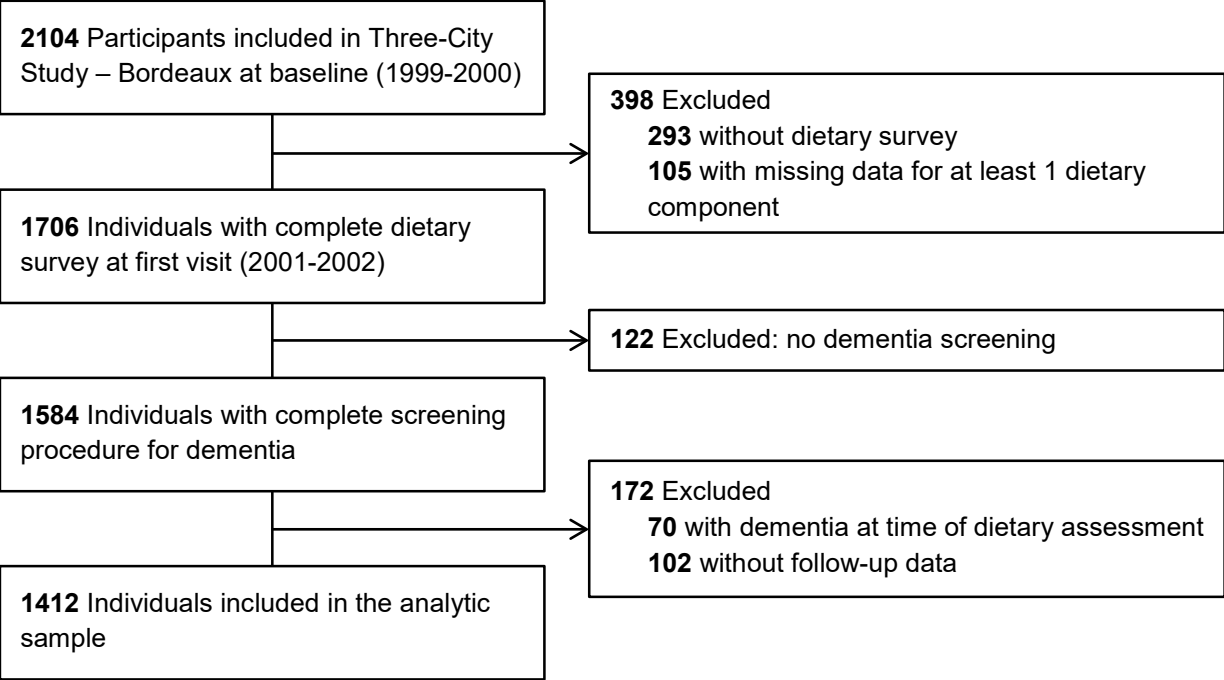 2104 Participants included in Three-City
Study – Bordeaux at baseline (1999-2000)
398 Excluded
293 without dietary survey
105 with missing data for at least 1 dietary
component
1706 Individuals with complete dietary
survey at first visit (2001-2002)
122 Excluded: no dementia screening
1584 Individuals with complete screening
procedure for dementia
172 Excluded
70 with dementia at time of dietary assessment
102 without follow-up data
1412 Individuals included in the analytic
sample